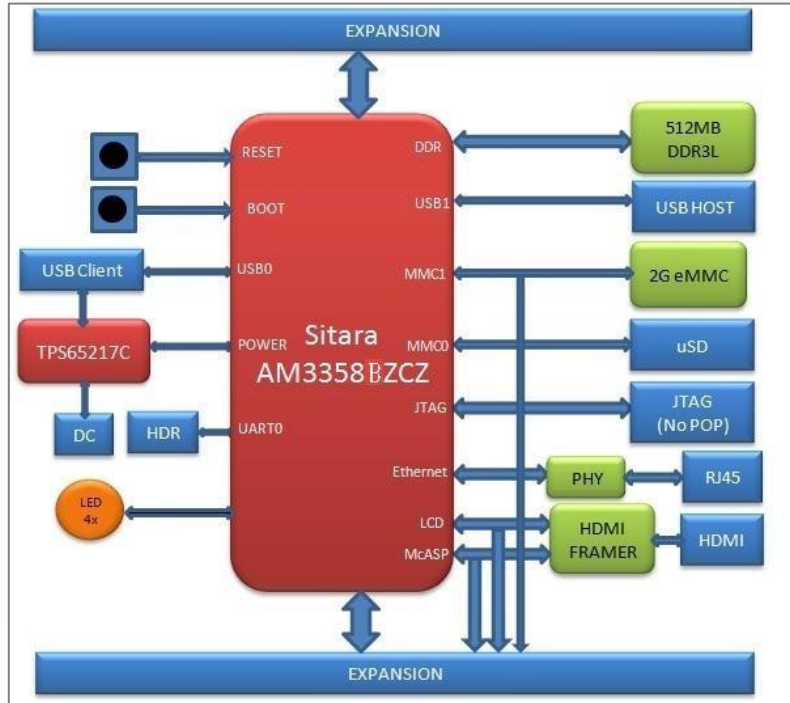 EXPANSION
RESET
BOOT
USB Client
USB0
TPS65217C
POWER
DC
HDR
UART0
LED
4x
Sitara
AM3358BZCZ
DDR
512MB
DDR3L
USB1
USB HOST
MMC1
2G eMMC
MMC0
uSD
JTAG
JTAG
(No POP)
Ethernet
PHY
RJ45
LCD
McASP
HDMI
FRAMER
HDMI
EXPANSION